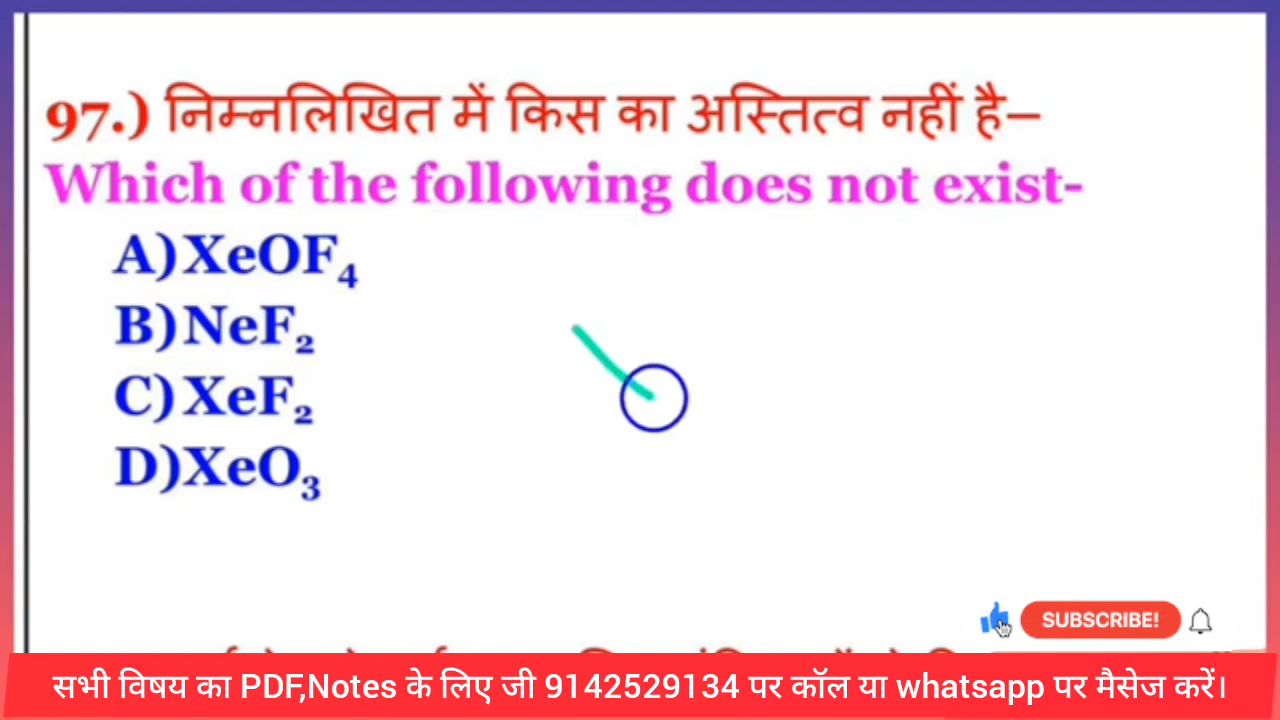 97.) निम्नलिखित में किस का अस्तित्व नहीं है–
Which of the following does not exist-
A) XeOF₄
B) NeF₂
C) XeF₂
D) XeO₃
SUBSCRIBE!
सभी विषय का PDF,Notes के लिए जी 9142529134 पर कॉल या whatsapp पर मैसेज करें।